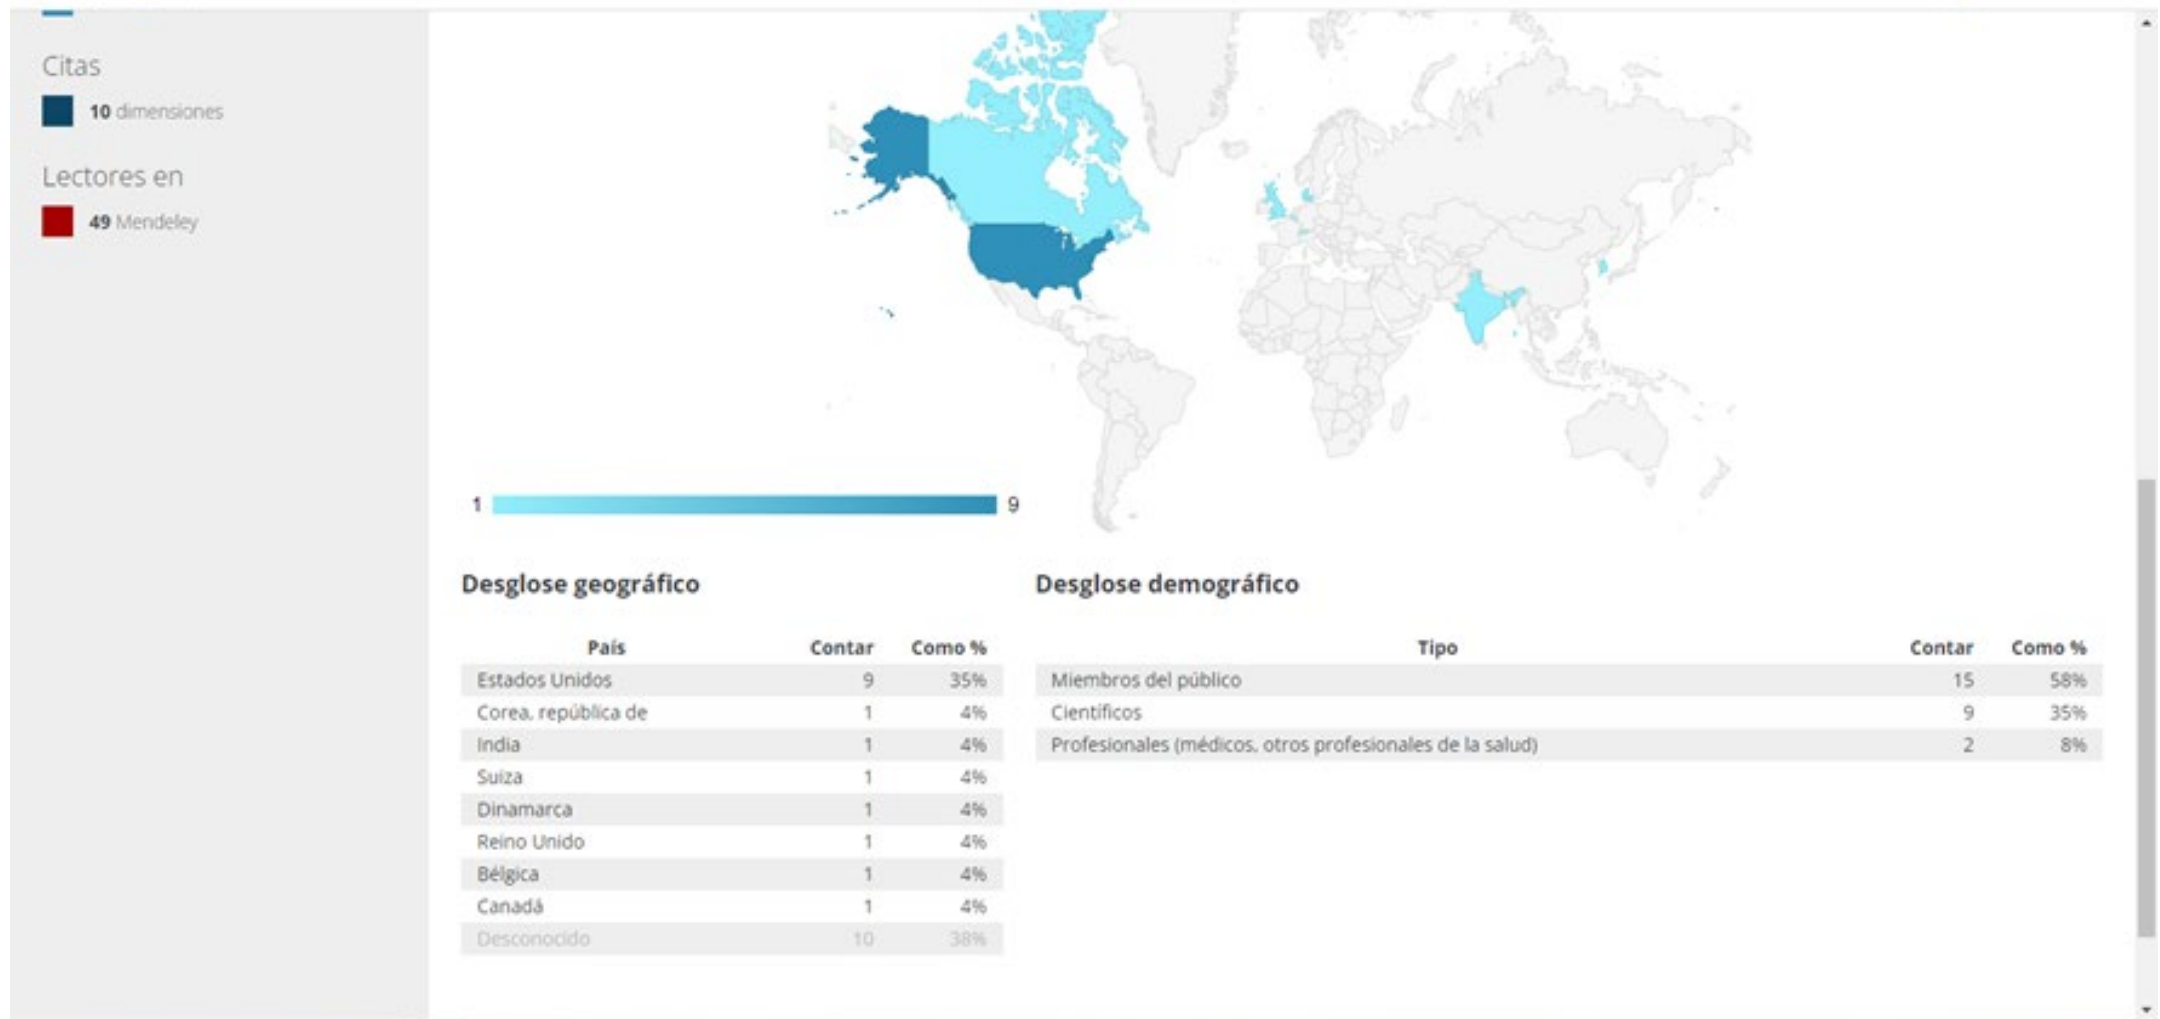 Citas
10 dimensiones
Lectores en
49 Mendeley
1 9
Desglose geográfico
País Contar Como %
Estados Unidos 9 35%
Corea, república de 1 4%
India 1 4%
Suiza 1 4%
Dinamarca 1 4%
Reino Unido 1 4%
Bélgica 1 4%
Canadá 1 4%
Desconocido 10 38%
Desglose demográfico
Tipo Contar Como %
Miembros del público 15 58%
Científicos 9 35%
Profesionales (médicos, otros profesionales de la salud) 2 8%